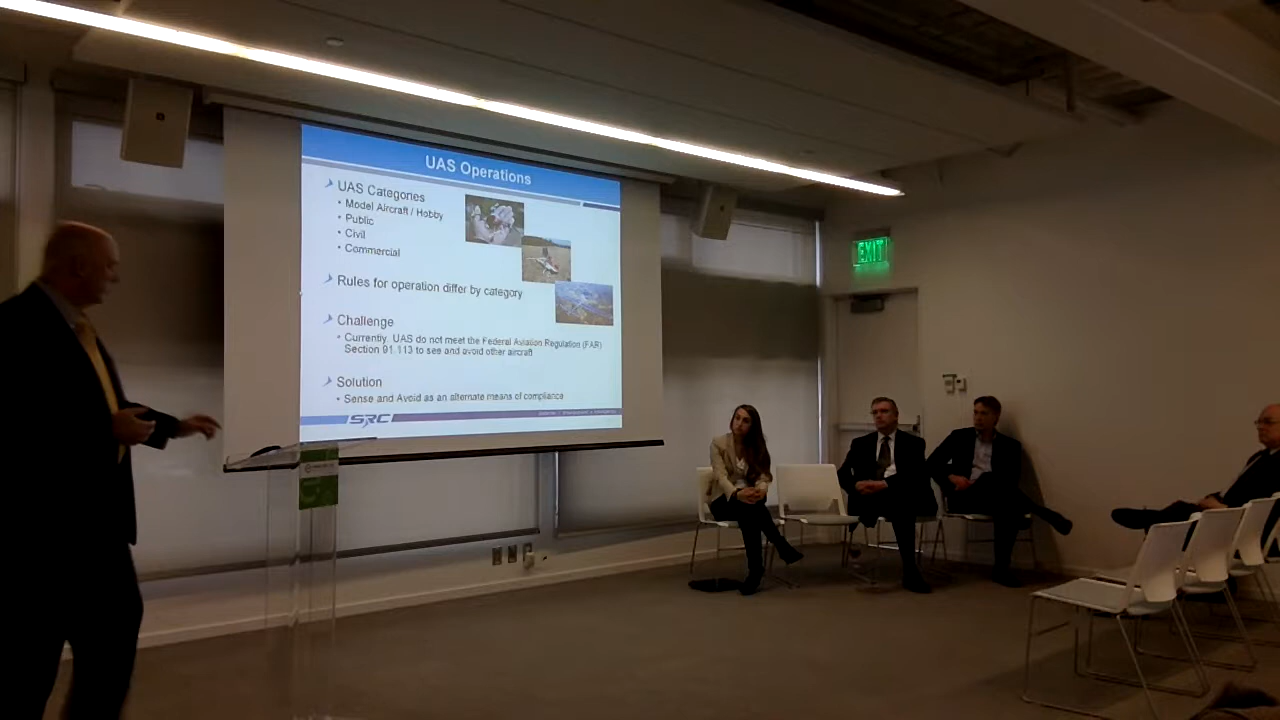 UAS Operations
UAS Categories
• Model Aircraft / Hobby
• Public
• Civil
• Commercial
Rules for operation differ by category
Challenge
• Currently, UAS do not meet the Federal Aviation Regulation (FAR)
Section 91.113 to see and avoid other aircraft
Solution
• Sense and Avoid as an alternate means of compliance
SRC
EXIT